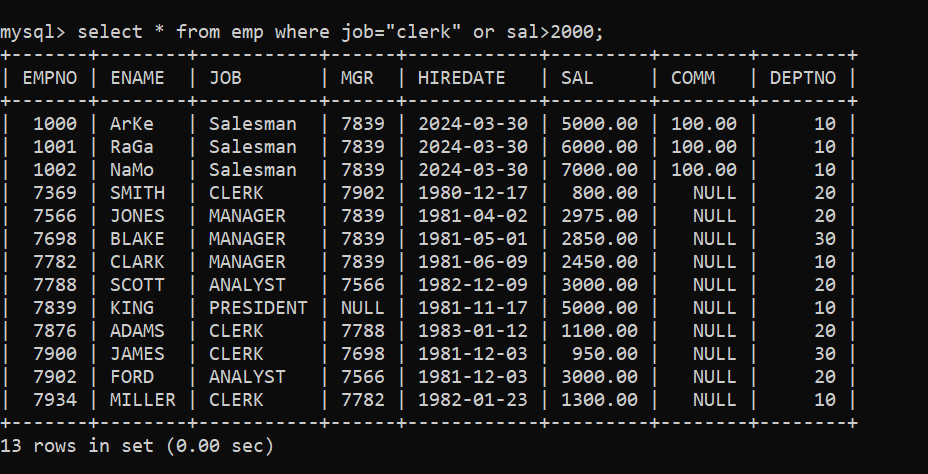 mysql> select * from emp where job="clerk" or sal>2000;
+-------+--------+-----------+------+------------+---------+--------+--------+
| EMPNO | ENAME  | JOB       | MGR  | HIREDATE   | SAL     | COMM   | DEPTNO |
+-------+--------+-----------+------+------------+---------+--------+--------+
|  1000 | ArKe   | Salesman  | 7839 | 2024-03-30 | 5000.00 | 100.00 |     10 |
|  1001 | RaGa   | Salesman  | 7839 | 2024-03-30 | 6000.00 | 100.00 |     10 |
|  1002 | NaMo   | Salesman  | 7839 | 2024-03-30 | 7000.00 | 100.00 |     10 |
|  7369 | SMITH  | CLERK     | 7902 | 1980-12-17 |  800.00 |   NULL |     20 |
|  7566 | JONES  | MANAGER   | 7839 | 1981-04-02 | 2975.00 |   NULL |     20 |
|  7698 | BLAKE  | MANAGER   | 7839 | 1981-05-01 | 2850.00 |   NULL |     30 |
|  7782 | CLARK  | MANAGER   | 7839 | 1981-06-09 | 2450.00 |   NULL |     10 |
|  7788 | SCOTT  | ANALYST   | 7566 | 1982-12-09 | 3000.00 |   NULL |     20 |
|  7839 | KING   | PRESIDENT | NULL | 1981-11-17 | 5000.00 |   NULL |     10 |
|  7876 | ADAMS  | CLERK     | 7788 | 1983-01-12 | 1100.00 |   NULL |     20 |
|  7900 | JAMES  | CLERK     | 7698 | 1981-12-03 |  950.00 |   NULL |     30 |
|  7902 | FORD   | ANALYST   | 7566 | 1981-12-03 | 3000.00 |   NULL |     20 |
|  7934 | MILLER | CLERK     | 7782 | 1982-01-23 | 1300.00 |   NULL |     10 |
+-------+--------+-----------+------+------------+---------+--------+--------+
13 rows in set (0.00 sec)